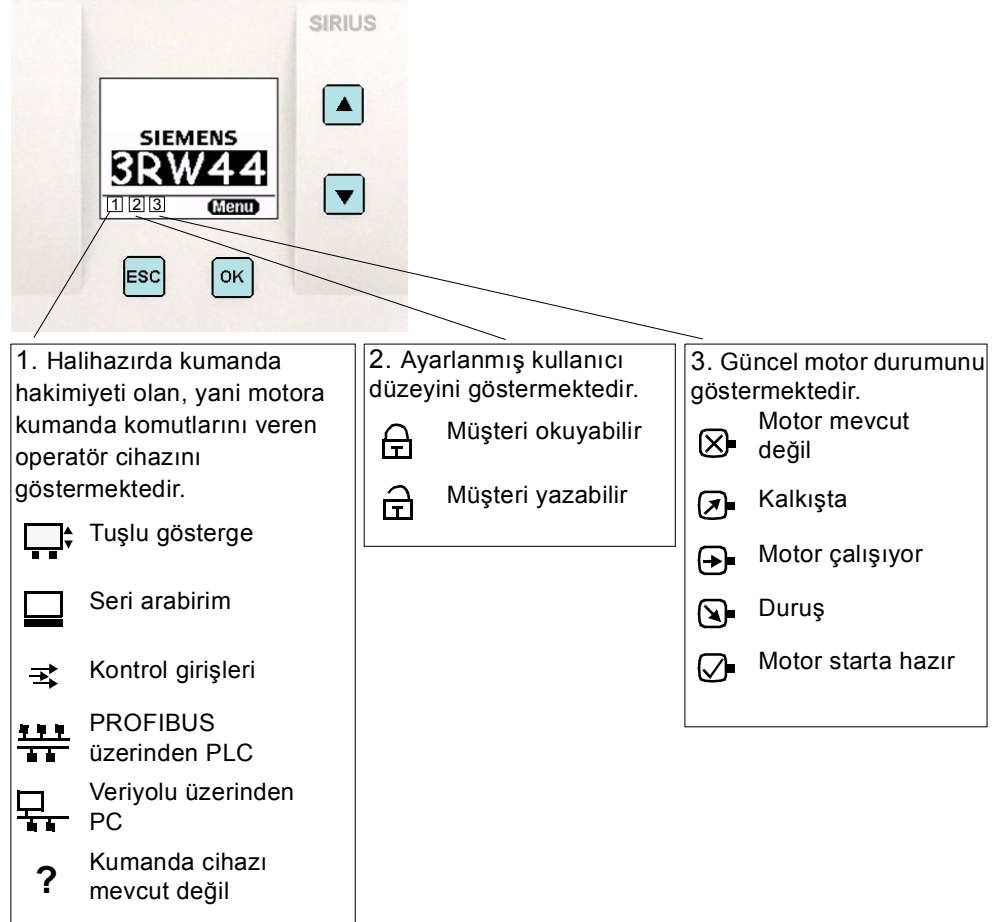 SIRIUS
SIEMENS
3RW44
1 2 3 Menu
ESC OK
1. Halihazırda kumanda
hakimiyeti olan, yani motora
kumanda komutlarını veren
operatör cihazını
göstermektedir.
Tuşlu gösterge
Seri arabirim
Kontrol girişleri
PROFIBUS
üzerinden PLC
Veriyolu üzerinden
PC
? Kumanda cihazı
mevcut değil
2. Ayarlanmış kullanıcı
düzeyini göstermektedir.
Müşteri okuyabilir
Müşteri yazabilir
3. Güncel motor durumunu
göstermektedir.
Motor mevcut
değil
Kalkışta
Motor çalışıyor
Duruş
Motor starta hazır